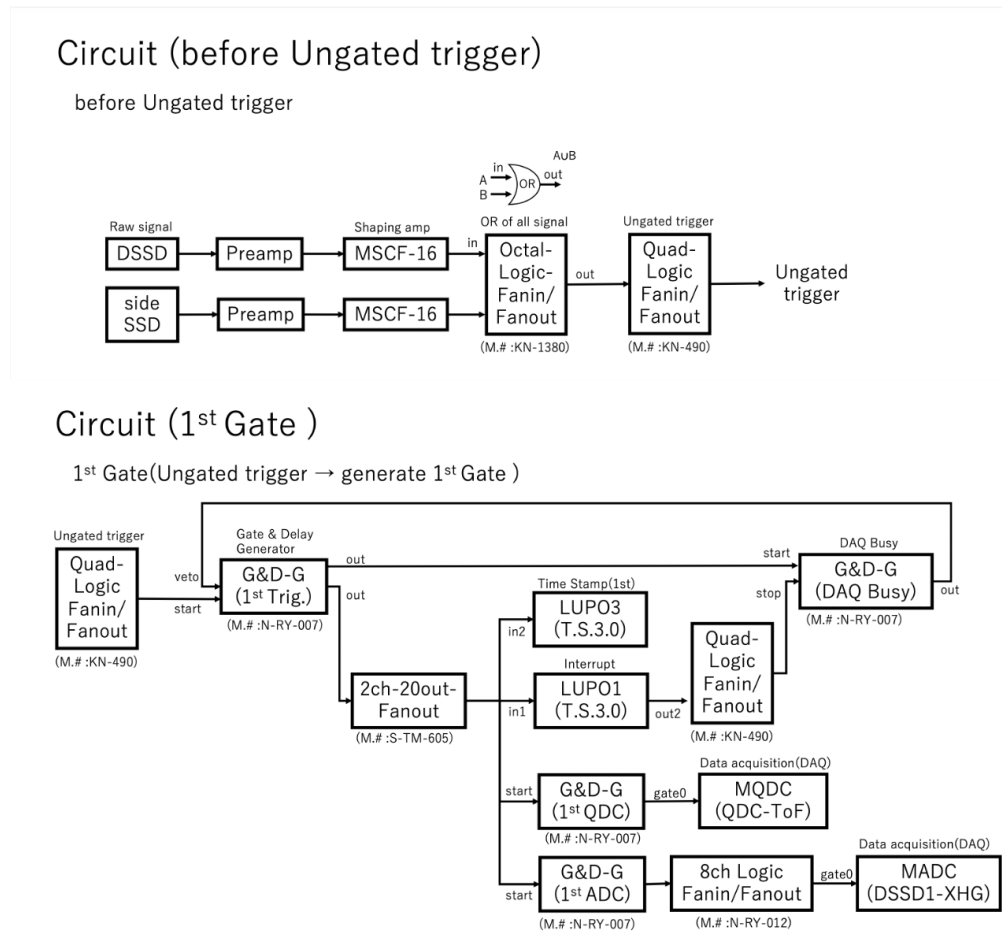 Circuit (before Ungated trigger)
before Ungated trigger
in
A∪B
A
OR
out
B
Raw signal
Shaping amp
OR of all signal
Ungated trigger
DSSD
Preamp
MSCF-16
in
Octal-
Logic-
Fanin/
Fanout
out
Quad-
Logic
Fanin/
Fanout
Ungated
trigger
side
SSD
Preamp
MSCF-16
(M.# :KN-1380)
(M.# :KN-490)
Circuit (1st Gate )
1st Gate(Ungated trigger → generate 1st Gate )
Ungated trigger
Quad-
Logic
Fanin/
Fanout
(M.# :KN-490)
veto
start
Gate & Delay
Generator
G&D-G
(1st Trig.)
(M.# :N-RY-007)
out
out
start
DAQ Busy
G&D-G
(DAQ Busy)
(M.# :N-RY-007)
out
stop
Time Stamp(1st)
LUPO3
(T.S.3.0)
in2
2ch-20out-
Fanout
(M.# :S-TM-605)
Interrupt
LUPO1
(T.S.3.0)
in1
out2
Quad-
Logic
Fanin/
Fanout
(M.# :KN-490)
start
G&D-G
(1st QDC)
(M.# :N-RY-007)
gate0
Data acquisition(DAQ)
MQDC
(QDC-ToF)
start
G&D-G
(1st ADC)
(M.# :N-RY-007)
8ch Logic
Fanin/Fanout
(M.# :N-RY-012)
gate0
Data acquisition(DAQ)
MADC
(DSSD1-XHG)